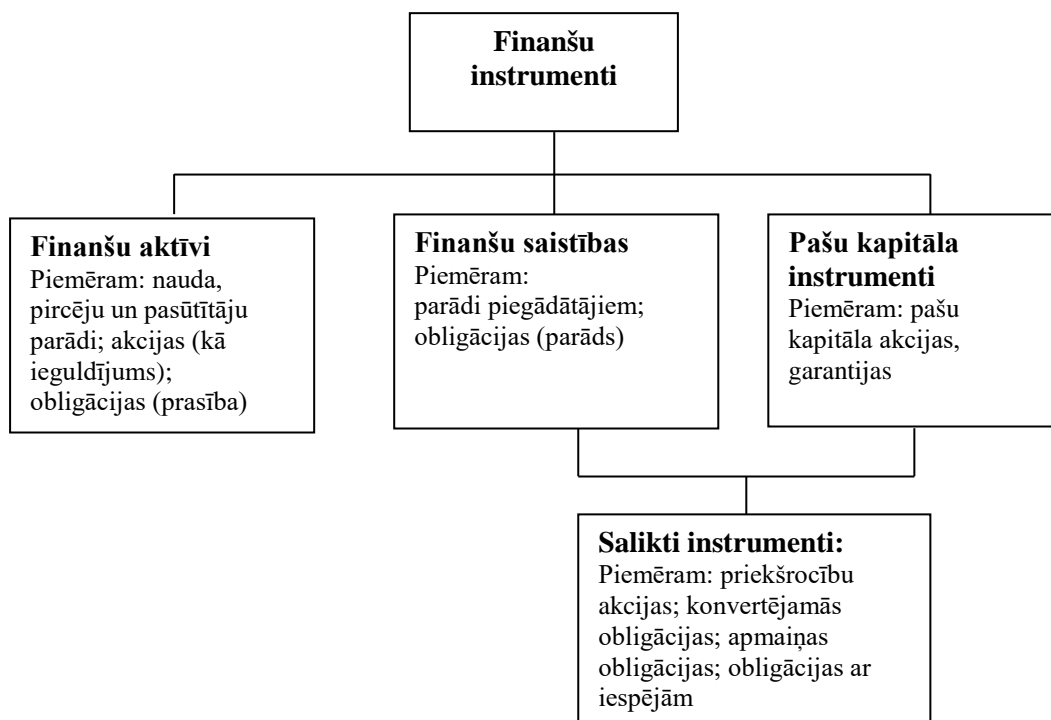 Finanšu
instrumenti
Finanšu aktīvi
Piemēram: nauda,
pircēju un pasūtītāju
parādi; akcijas (kā
ieguldījums);
obligācijas (prasība)
Finanšu saistības
Piemēram:
parādi piegādātājiem;
obligācijas (parāds)
Pašu kapitāla
instrumenti
Piemēram: pašu
kapitāla akcijas,
garantijas
Salikti instrumenti:
Piemēram: priekšrocību
akcijas; konvertējamās
obligācijas; apmaiņas
obligācijas; obligācijas ar
iespējām